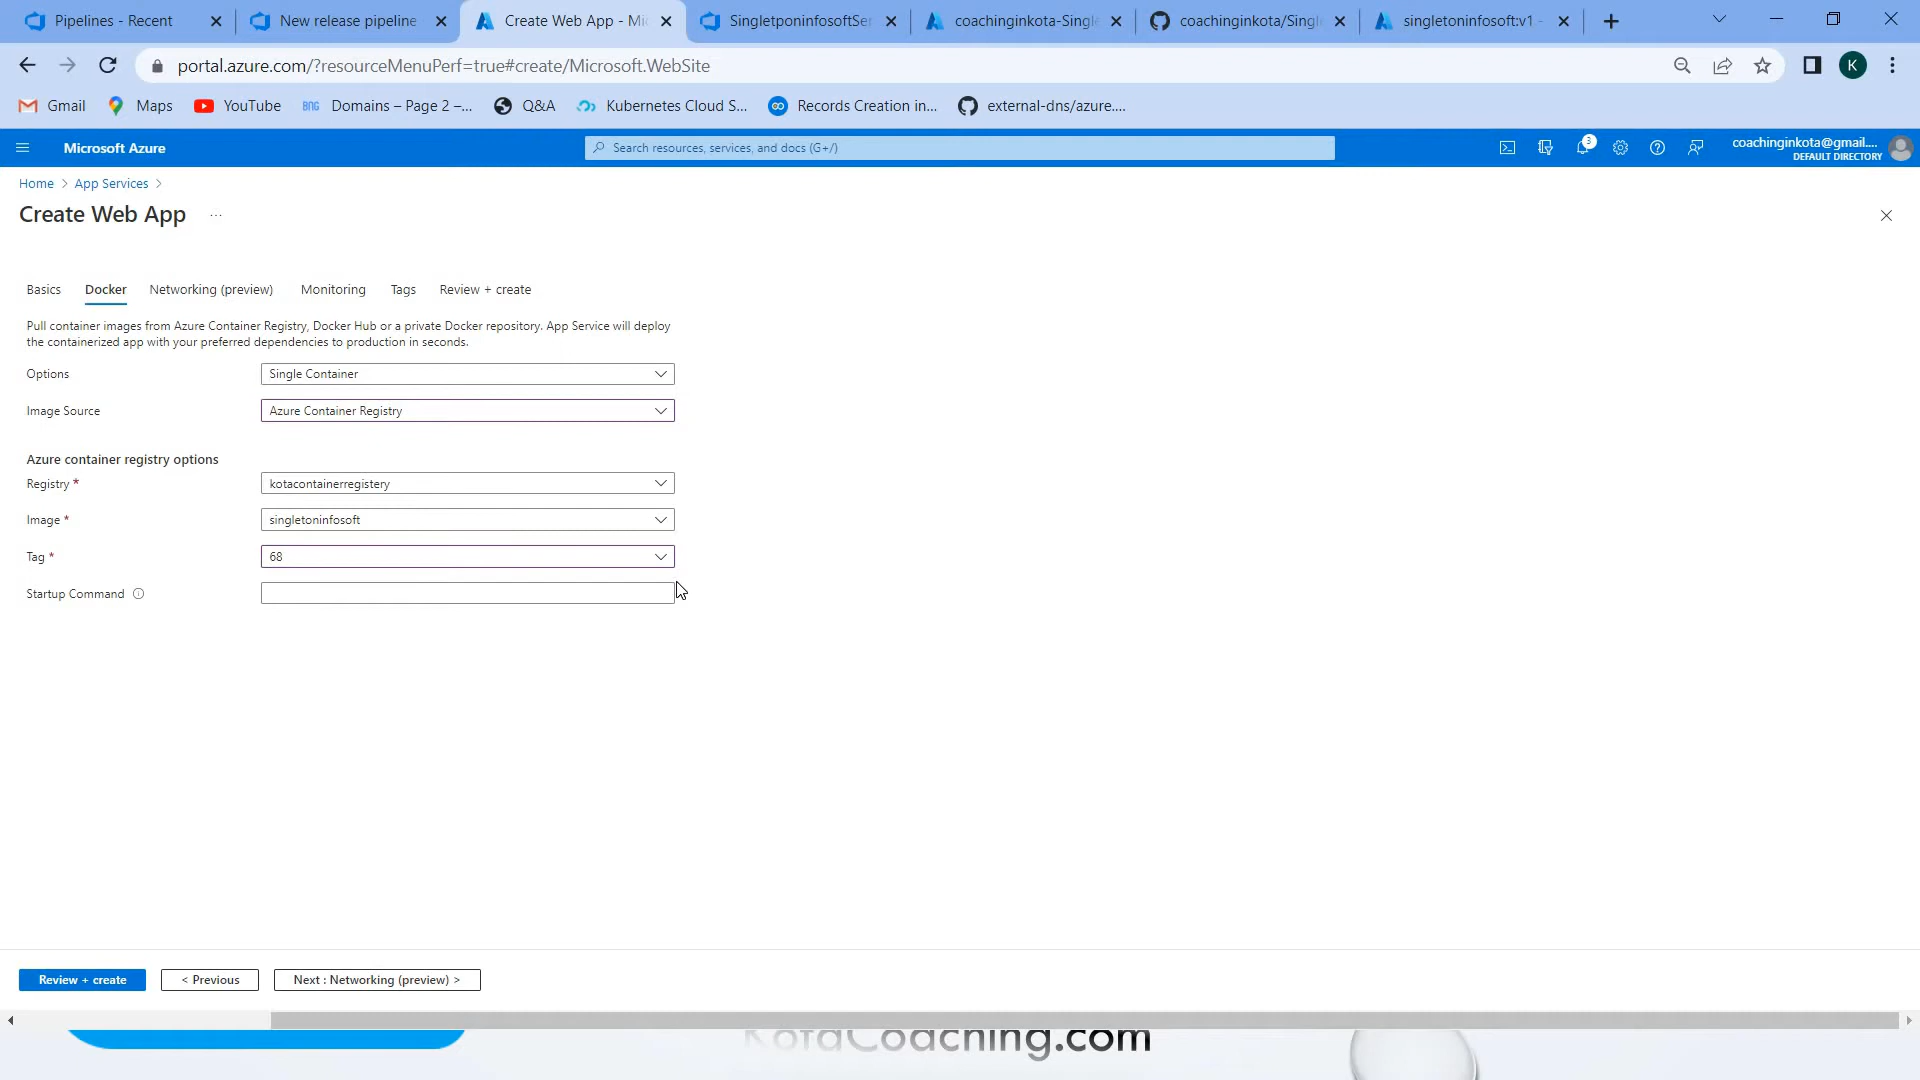 Pipelines - Recent
New release pipeline
Create Web App - Mi
SingletponinfosoftSer
coachinginkota-Single
coachinginkota/Singl
singletoninfosoft:v1 -
portal.azure.com/?resourceMenuPerf=true#create/Microsoft.WebSite
K
Gmail
Maps
YouTube
BNG
Domains – Page 2 –...
Q&A
Kubernetes Cloud S...
Records Creation in...
external-dns/azure....
Microsoft Azure
Search resources, services, and docs (G+/)
3
coachinginkota@gmail....
DEFAULT DIRECTORY
Home > App Services >
Create Web App ...
Basics
Docker
Networking (preview)
Monitoring
Tags
Review + create
Pull container images from Azure Container Registry, Docker Hub or a private Docker repository. App Service will deploy
the containerized app with your preferred dependencies to production in seconds.
Options
Single Container
Image Source
Azure Container Registry
Azure container registry options
Registry *
kotacontainerregistery
Image *
singletoninfosoft
Tag *
68
Startup Command
Review + create
< Previous
Next : Networking (preview) >
KotaCoaching.com